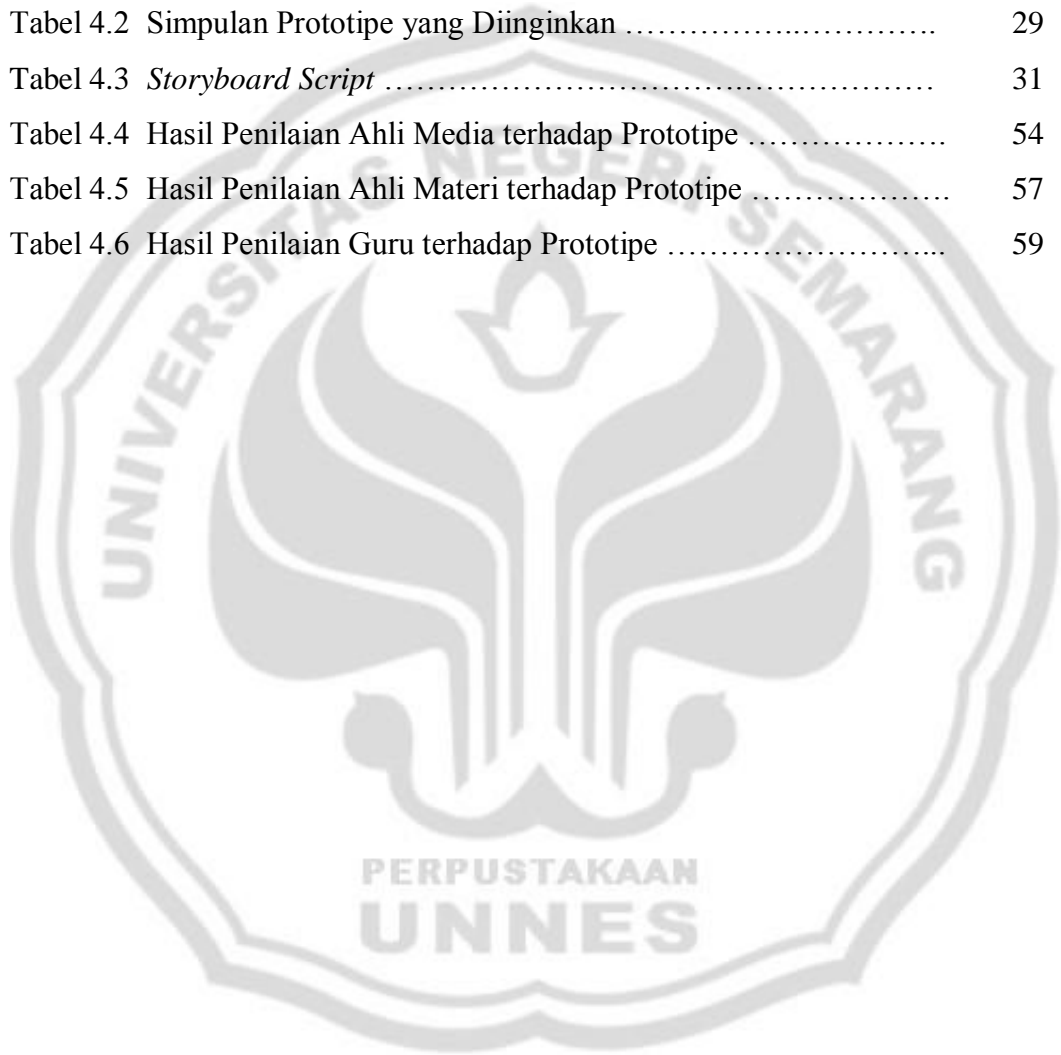 Tabel 4.2 Simpulan Prototipe yang Diinginkan ……………..…………. 29
Tabel 4.3 Storyboard Script ……………………………..……………… 31
Tabel 4.4 Hasil Penilaian Ahli Media terhadap Prototipe ………………. 54
Tabel 4.5 Hasil Penilaian Ahli Materi terhadap Prototipe ………………. 57
Tabel 4.6 Hasil Penilaian Guru terhadap Prototipe ……………………... 59
UNIVERSITAS NEGERI SEMARANG
PERPUSTAKAAN
UNNES